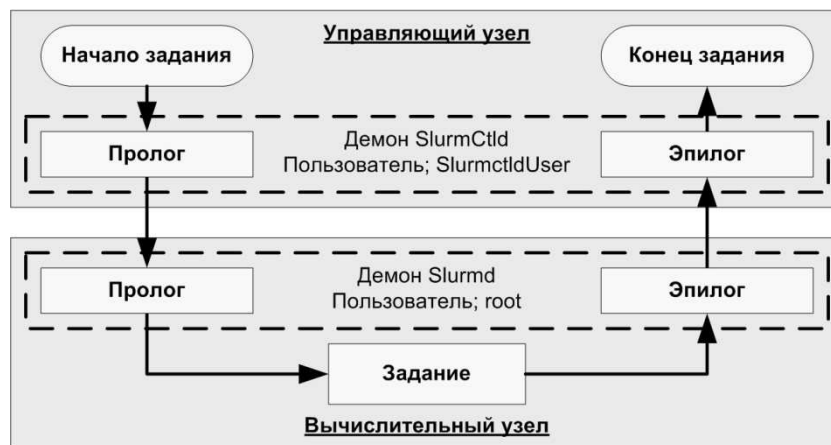 Управляющий узел
Начало задания
Конец задания
Пролог
Демон SlurmCtld
Пользователь; SlurmctldUser
Эпилог
Пролог
Демон Slurmd
Пользователь; root
Эпилог
Задание
Вычислительный узел